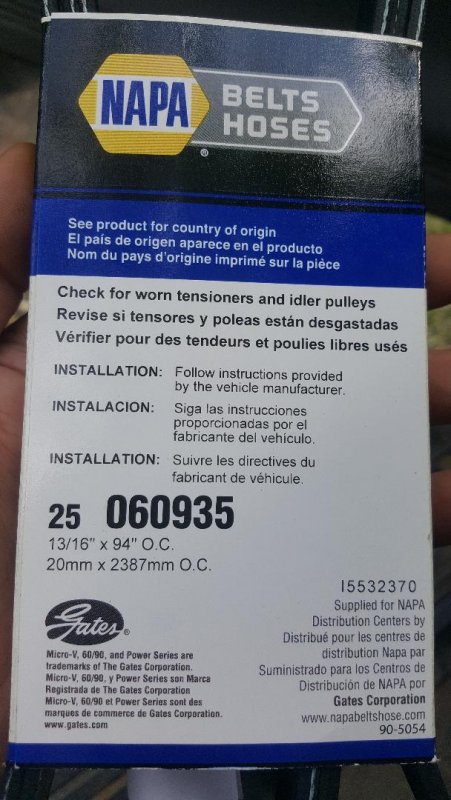 NAPA
BELTS
HOSES
®
See product for country of origin
El país de origen aparece en el producto
Nom du pays d'origine imprimé sur la pièce
Check for worn tensioners and idler pulleys
Revise si tensores y poleas están desgastadas
Vérifier pour des tendeurs et poulies libres usés
INSTALLATION: Follow instructions provided
by the vehicle manufacturer.
INSTALACION: Siga las instrucciones
proporcionadas por el
fabricante del vehículo.
INSTALLATION: Suivre les directives du
fabricant de véhicule.
25 060935
13/16" x 94" O.C.
20mm x 2387mm O.C.
Gates®
Micro-V, 60/90, and Power Series are
trademarks of The Gates Corporation.
Micro-V, 60/90, y Power Series son Marca
Registrada de The Gates Corporation
Micro-V, 60/90 et Power Series sont des
marques de commerce de Gates Corporation.
www.gates.com
I5532370
Supplied for NAPA
Distribution Centers by
Distribué pour les centres de
distribution Napa par
Suministrado para los Centros de
Distribución de NAPA por
Gates Corporation
www.napabeltshose.com
90-5054